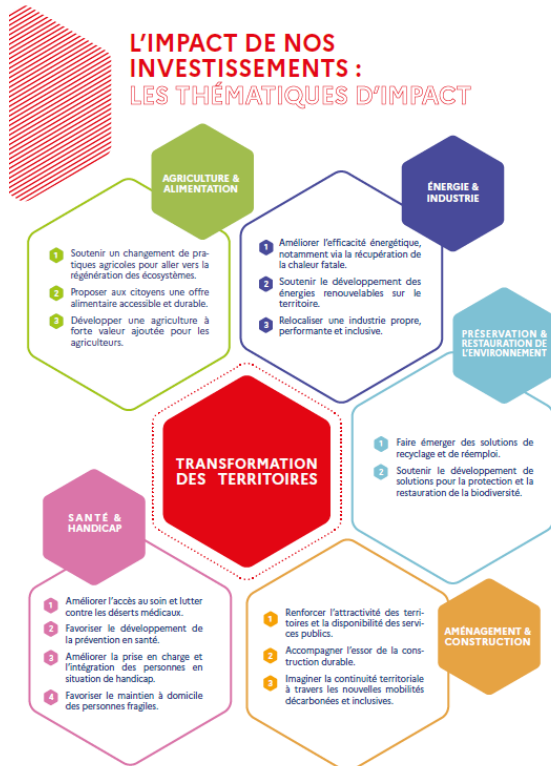 L'IMPACT DE NOS
INVESTISSEMENTS :
LES THÉMATIQUES D'IMPACT
AGRICULTURE &
ALIMENTATION
1 Soutenir un changement de pra-
tiques agricoles pour aller vers la
régénération des écosystèmes.
2 Proposer aux citoyens une offre
alimentaire accessible et durable.
3 Développer une agriculture à
forte valeur ajoutée pour les
agriculteurs.
ÉNERGIE &
INDUSTRIE
1 Améliorer l'efficacité énergétique,
notamment via la récupération de
la chaleur fatale.
2 Soutenir le développement des
énergies renouvelables sur le
territoire.
3 Relocaliser une industrie propre,
performante et inclusive.
PRÉSERVATION &
RESTAURATION DE
L'ENVIRONNEMENT
1 Faire émerger des solutions de
recyclage et de réemploi.
2 Soutenir le développement de
solutions pour la protection et la
restauration de la biodiversité.
TRANSFORMATION
DES TERRITOIRES
SANTÉ &
HANDICAP
1 Améliorer l'accès au soin et lutter
contre les déserts médicaux.
2 Favoriser le développement de
la prévention en santé.
3 Améliorer la prise en charge et
l'intégration des personnes en
situation de handicap.
4 Favoriser le maintien à domicile
des personnes fragiles.
AMÉNAGEMENT &
CONSTRUCTION
1 Renforcer l'attractivité des terri-
toires et la disponibilité des servi-
ces publics.
2 Accompagner l'essor de la cons-
truction durable.
3 Imaginer la continuité territoriale
à travers les nouvelles mobilités
décarbonées et inclusives.